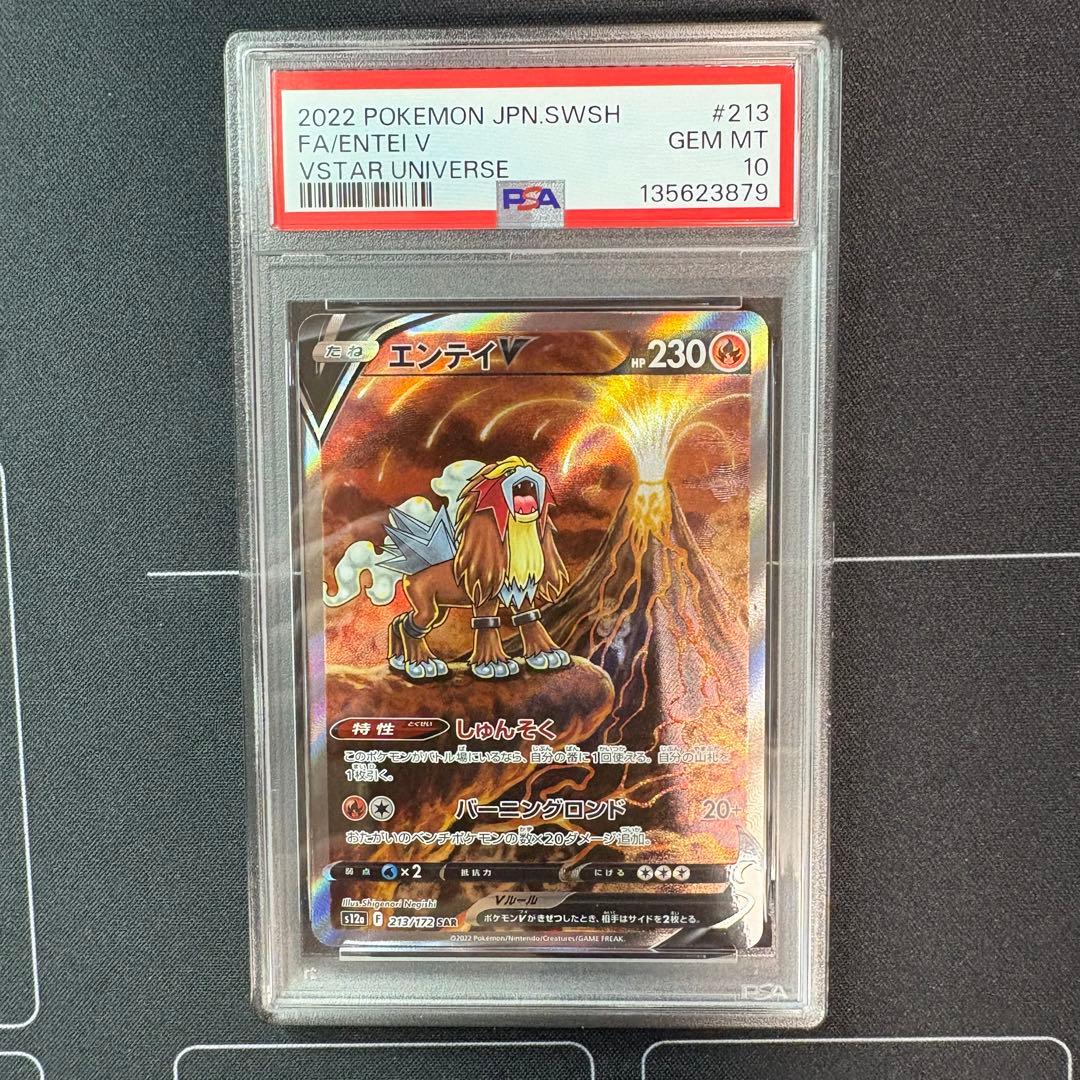 2022 POKEMON JPN.SWSH #213
FA/ENTEI V GEM MT
VSTAR UNIVERSE 10
PSA 135623879
たね エンテイV HP 230
特性 とくせい しゅんそく
このポケモンがバトル場にいるなら、自分の番に1回使える。自分の山札を
1枚引く。
バーニングロンド 20+
おたがいのベンチポケモンの数×20ダメージ追加。
弱点 ×2 抵抗力 にげる
Illus. Shigenori Negishi
Vルール
s12a F 213/172 SAR ポケモンVがきぜつしたとき、相手はサイドを2枚とる。
©2022 Pokémon/Nintendo/Creatures/GAME FREAK.
PSA